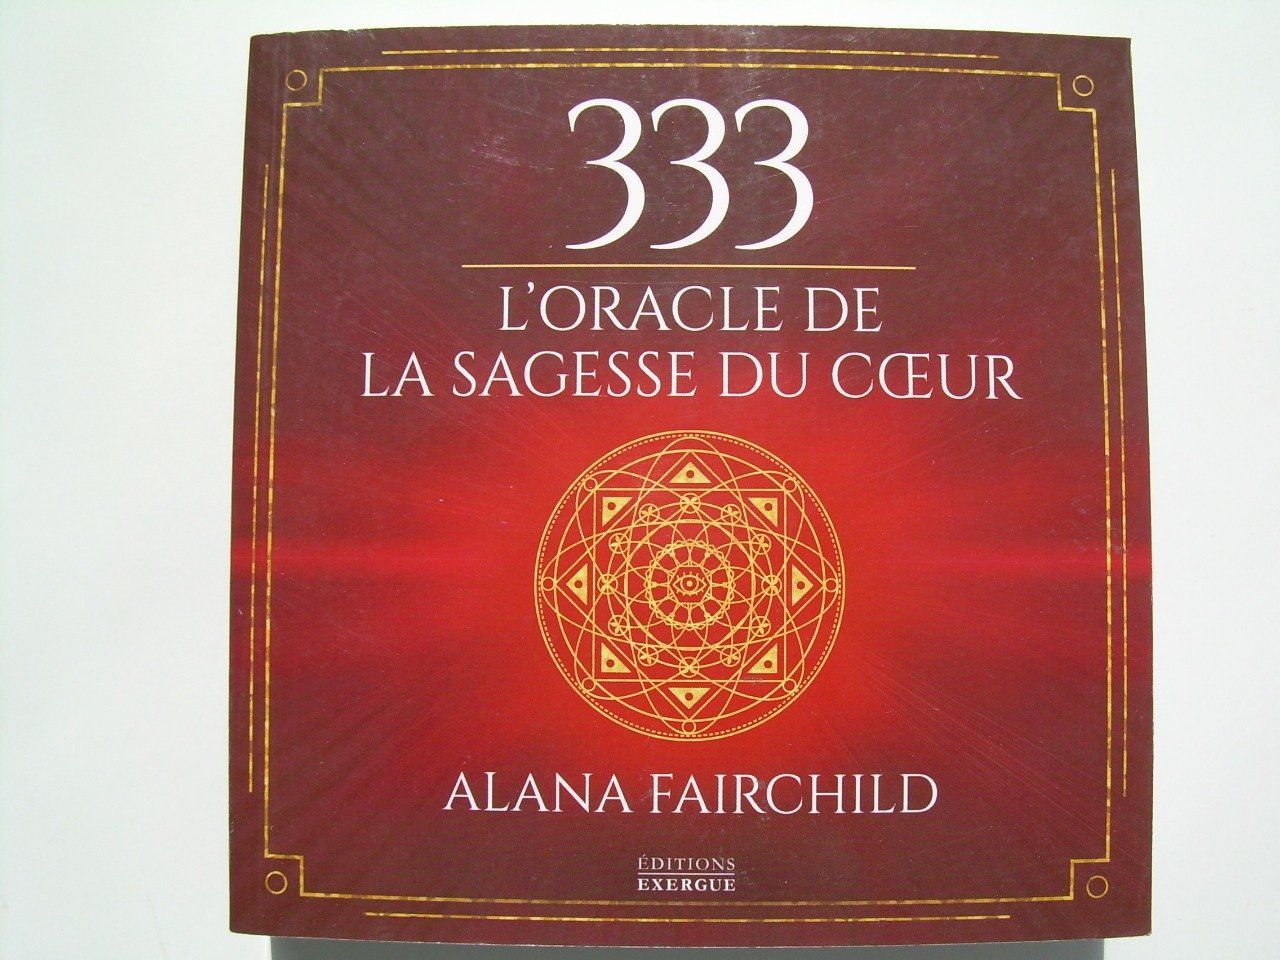 333
L'ORACLE DE
LA SAGESSE DU CŒUR
ALANA FAIRCHILD
ÉDITIONS
EXERGUE